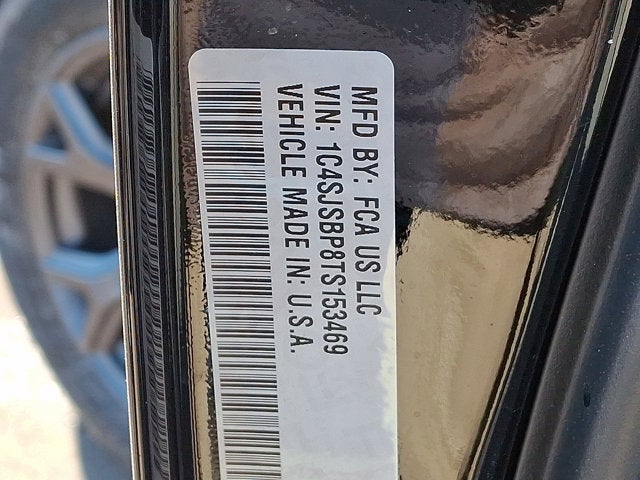 MFD BY: FCA US LLC
VIN: 1C4SJSBP8TS153469
VEHICLE MADE IN: U.S.A.